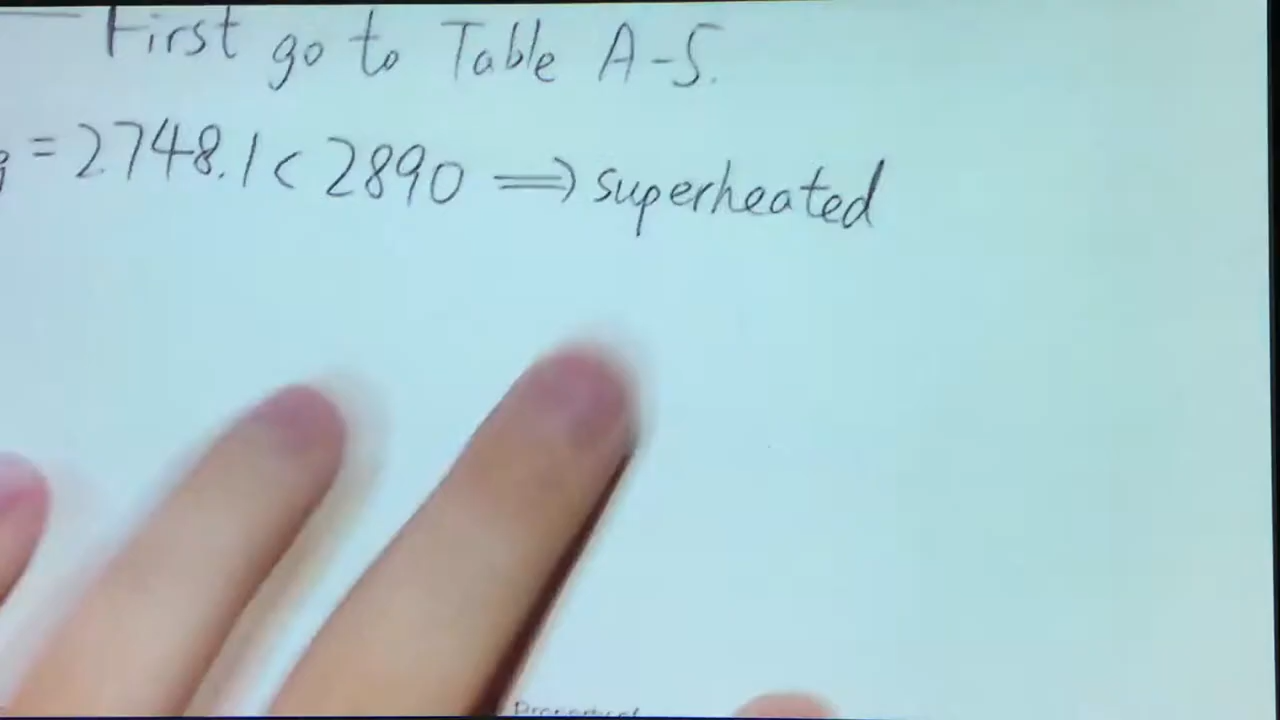 First go to Table A-5.
g = 2748.1 < 2890 ⟹ superheated